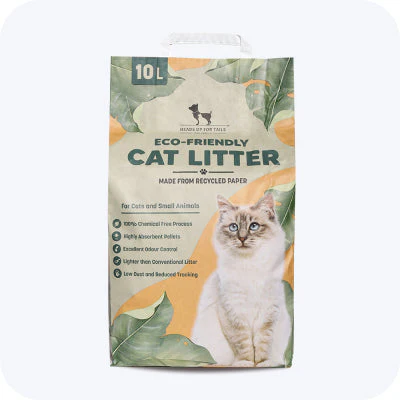 10L
HEADS UP FOR TAILS
ECO-FRIENDLY
CAT LITTER
MADE FROM RECYCLED PAPER
For Cats and Small Animals
100% Chemical Free Process
Highly Absorbent Pellets
Excellent Odour Control
Lighter than Conventional Litter
Low Dust and Reduced Tracking